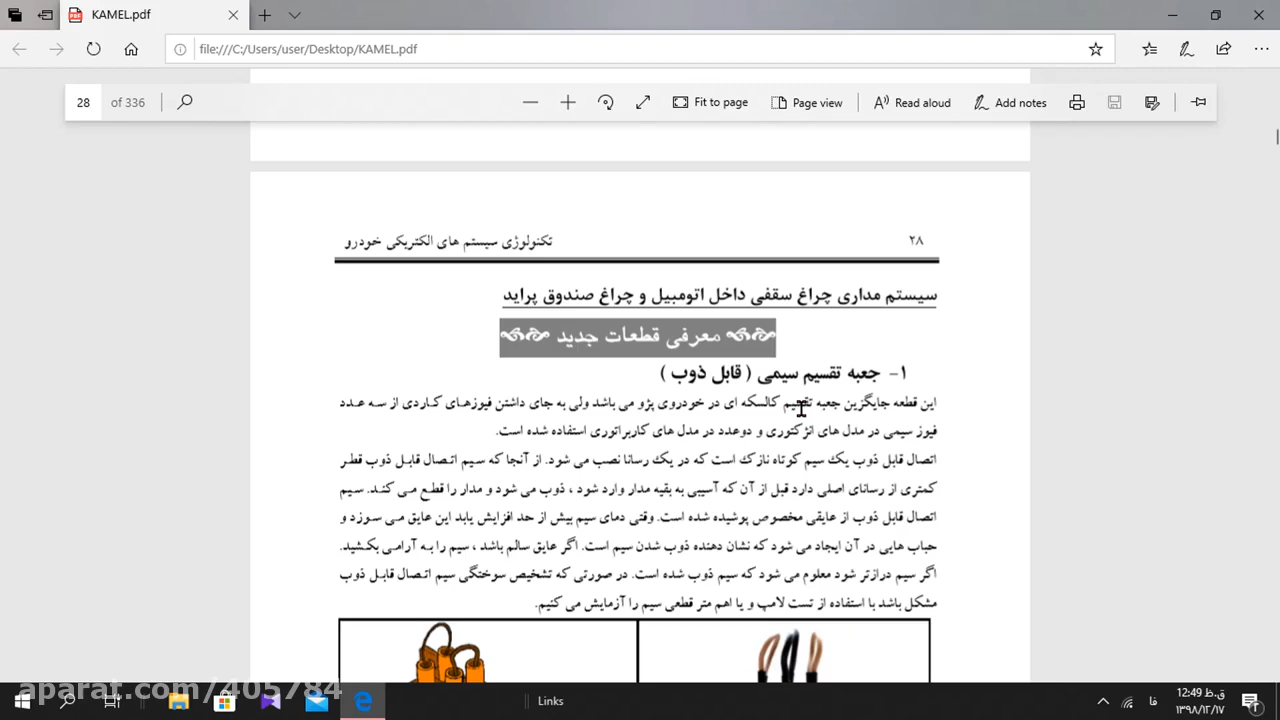 KAMEL.pdf
file:///C:/Users/user/Desktop/KAMEL.pdf
28 of 336
Fit to page
Page view
Read aloud
Add notes
تکنولوژی سیستم های الکتریکی خودرو
۲۸
سیستم مداری چراغ سقفی داخل اتومبیل و چراغ صندوق پراید
معرفی قطعات جدید
۱- جعبه تقسیم سیمی ( قابل ذوب )
این قطعه جایگزین جعبه تقسیم کالسکه ای در خودروی پژو می باشد ولی به جای داشتن فیوزهای کاردی از سه عدد
فیوز سیمی در مدل های انژکتوری و دوعدد در مدل های کاربراتوری استفاده شده است.
اتصال قابل ذوب یک سیم کوتاه نازک است که در یک رسانا نصب می شود. از آنجا که سیم اتصال قابل ذوب قطر
کمتری از رسانای اصلی دارد قبل از آن که آسیبی به بقیه مدار وارد شود ، ذوب می شود و مدار را قطع می کند. سیم
اتصال قابل ذوب از عایقی مخصوص پوشیده شده است. وقتی دمای سیم بیش از حد افزایش یابد این عایق می سوزد و
حباب هایی در آن ایجاد می شود که نشان دهنده ذوب شدن سیم است. اگر عایق سالم باشد ، سیم را به آرامی بکشید.
اگر سیم درازتر شود معلوم می شود که سیم ذوب شده است. در صورتی که تشخیص سوختگی سیم اتصال قابل ذوب
مشکل باشد با استفاده از تست لامپ و یا اهم متر قطعی سیم را آزمایش می کنیم.
aparat.com/405784
Links
فا
12:49 ق.ظ
۱۳۹۸/۱۲/۱۷